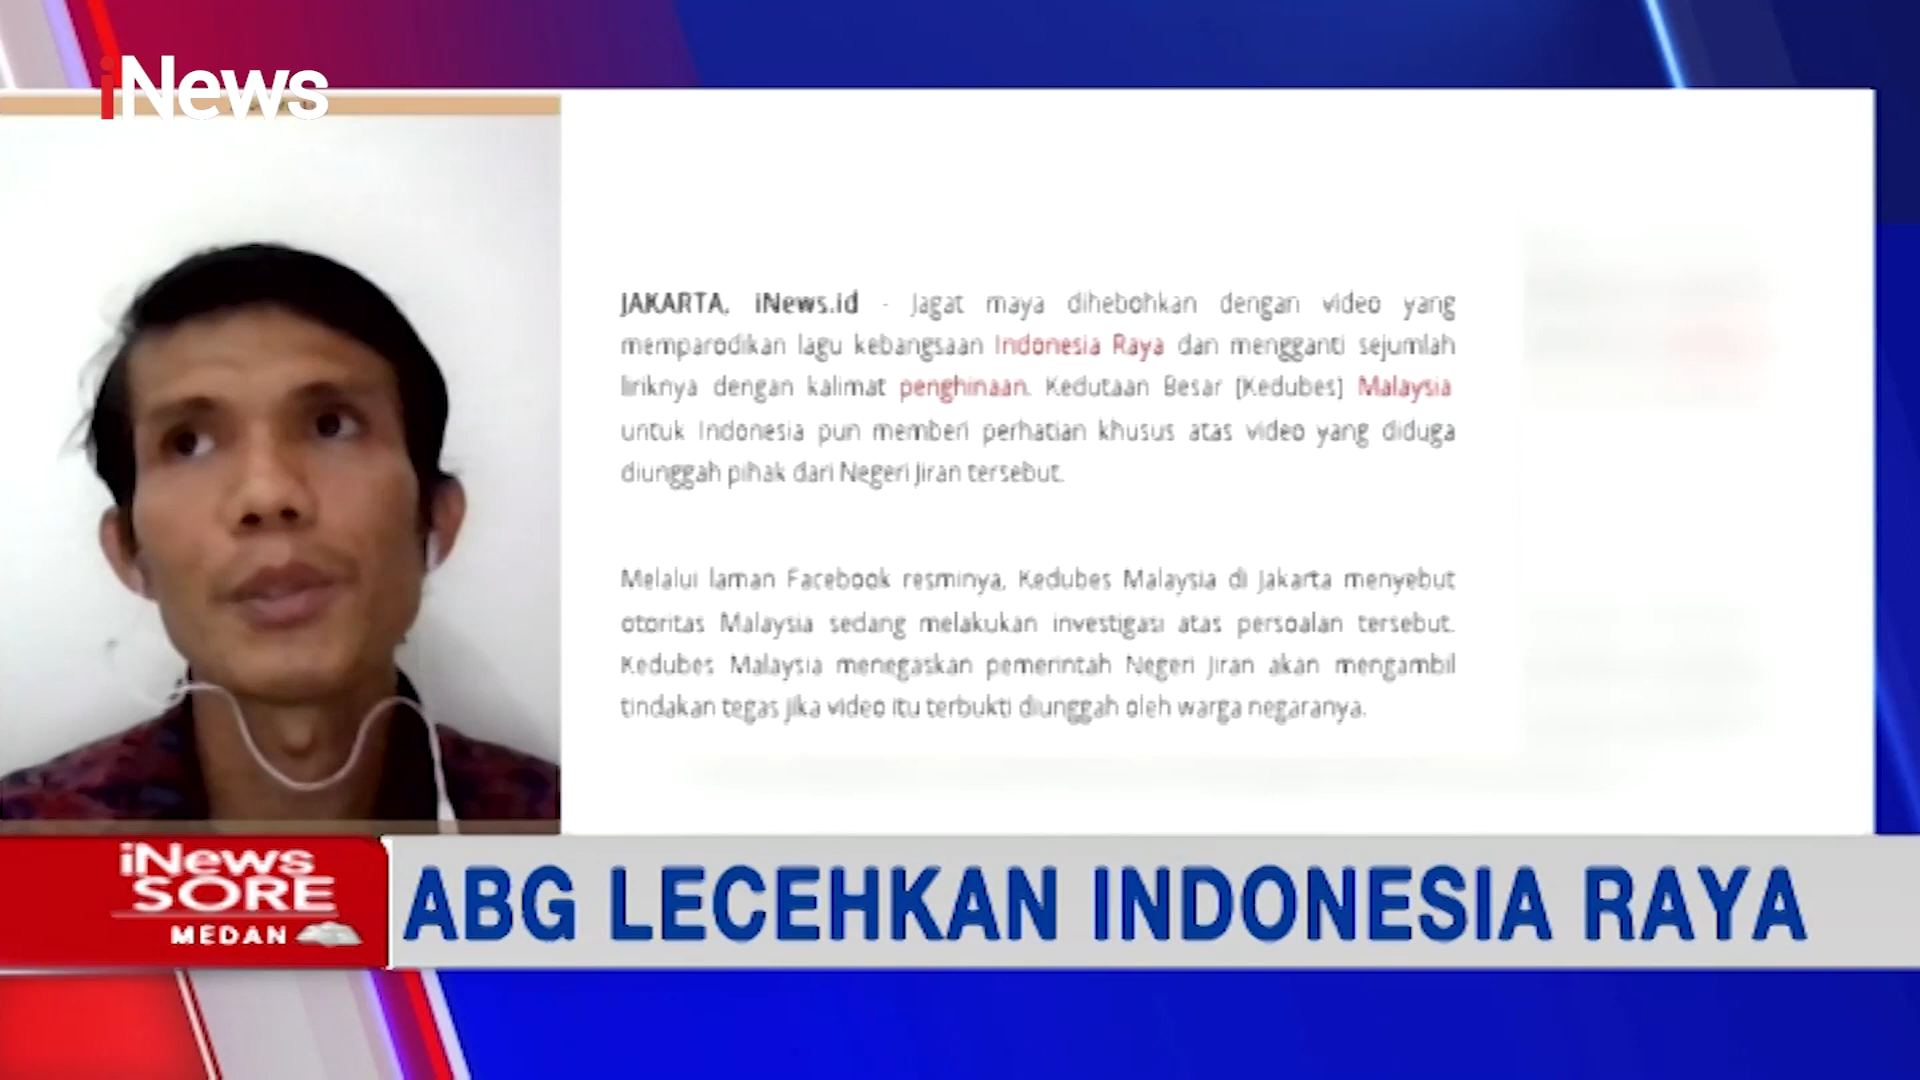 iNews
JAKARTA, iNews.id - Jagat maya dihebohkan dengan video yang
memparodikan lagu kebangsaan Indonesia Raya dan mengganti sejumlah
liriknya dengan kalimat penghinaan. Kedutaan Besar [Kedubes] Malaysia
untuk Indonesia pun memberi perhatian khusus atas video yang diduga
diunggah pihak dari Negeri Jiran tersebut.
Melalui laman Facebook resminya, Kedubes Malaysia di Jakarta menyebut
otoritas Malaysia sedang melakukan investigasi atas persoalan tersebut.
Kedubes Malaysia menegaskan pemerintah Negeri Jiran akan mengambil
tindakan tegas jika video itu terbukti diunggah oleh warga negaranya.
iNews
SORE
MEDAN
ABG LECEHKAN INDONESIA RAYA